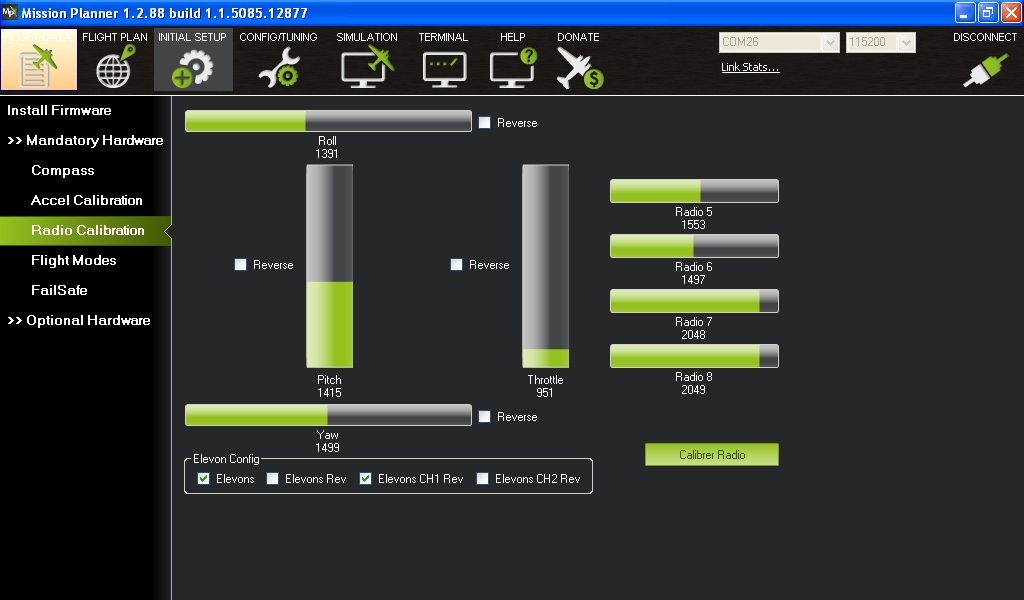 Mission Planner 1.2.88 build 1.1.5085.12877
FLIGHT PLAN INITIAL SETUP CONFIG/TUNING SIMULATION TERMINAL HELP DONATE COM26 115200 DISCONNECT
Link Stats...
Install Firmware
>> Mandatory Hardware
Compass
Accel Calibration
Radio Calibration
Flight Modes
FailSafe
>> Optional Hardware
Reverse
Roll
1391
Reverse
Pitch
1415
Reverse
Throttle
951
Radio 5
1553
Radio 6
1497
Radio 7
2048
Radio 8
2049
Reverse
Yaw
1499
Elevon Config
Elevons Elevons Rev Elevons CH1 Rev Elevons CH2 Rev
Calibrer Radio